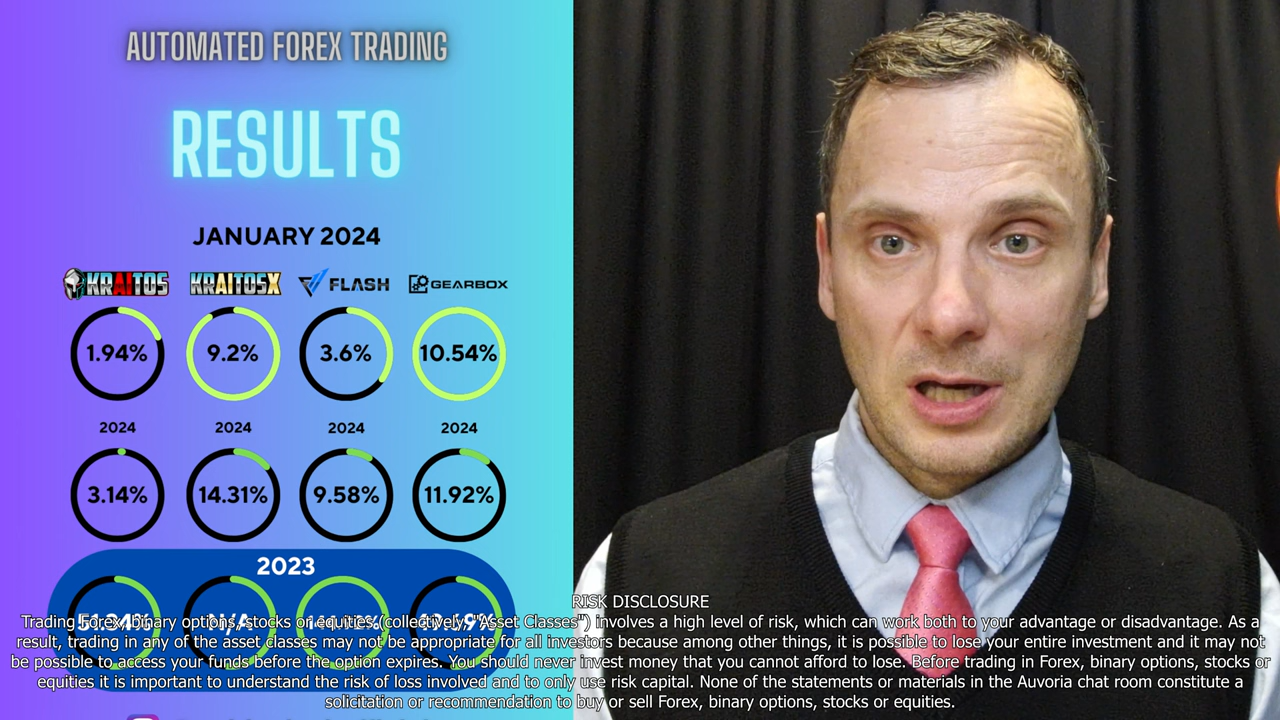 AUTOMATED FOREX TRADING
RESULTS
JANUARY 2024
KRAITOS KRAITOSX FLASH GEARBOX
1.94% 9.2% 3.6% 10.54%
2024 2024 2024 2024
3.14% 14.31% 9.58% 11.92%
2023
N/A
RISK DISCLOSURE
Trading Forex, binary options, stocks or equities (collectively "Asset Classes") involves a high level of risk, which can work both to your advantage or disadvantage. As a
result, trading in any of the asset classes may not be appropriate for all investors because among other things, it is possible to lose your entire investment and it may not
be possible to access your funds before the option expires. You should never invest money that you cannot afford to lose. Before trading in Forex, binary options, stocks or
equities it is important to understand the risk of loss involved and to only use risk capital. None of the statements or materials in the Auvoria chat room constitute a
solicitation or recommendation to buy or sell Forex, binary options, stocks or equities.